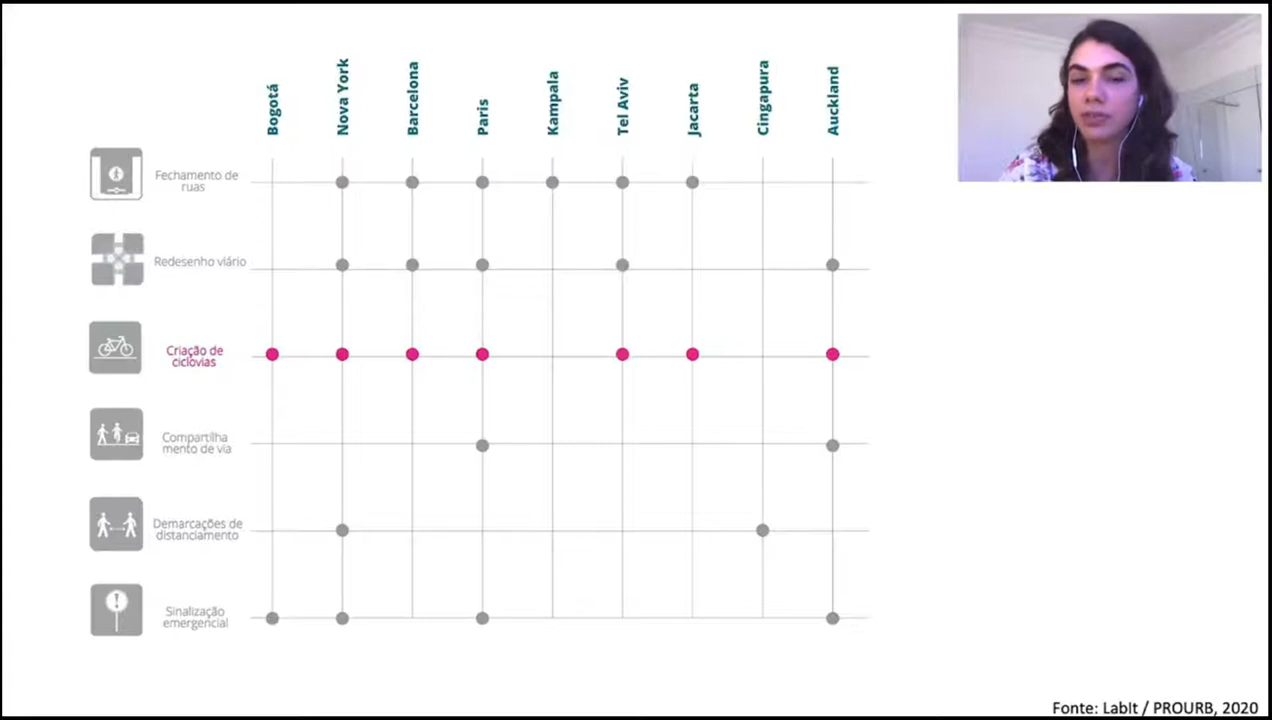 Bogotá
Nova York
Barcelona
Paris
Kampala
Tel Aviv
Jacarta
Cingapura
Auckland
Fechamento de
ruas
Redesenho viário
Criação de
ciclovias
Compartilha
mento de via
Demarcações de
distanciamento
Sinalização
emergencial
Fonte: LabIt / PROURB, 2020